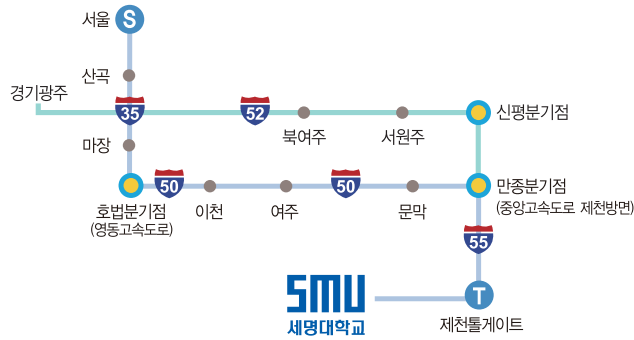 서울
S
산곡
경기광주
35
52
신평분기점
북여주
서원주
마장
50
50
만종분기점
(중앙고속도로 제천방면)
호법분기점
(영동고속도로)
이천
여주
문막
55
SMU
세명대학교
T
제천톨게이트